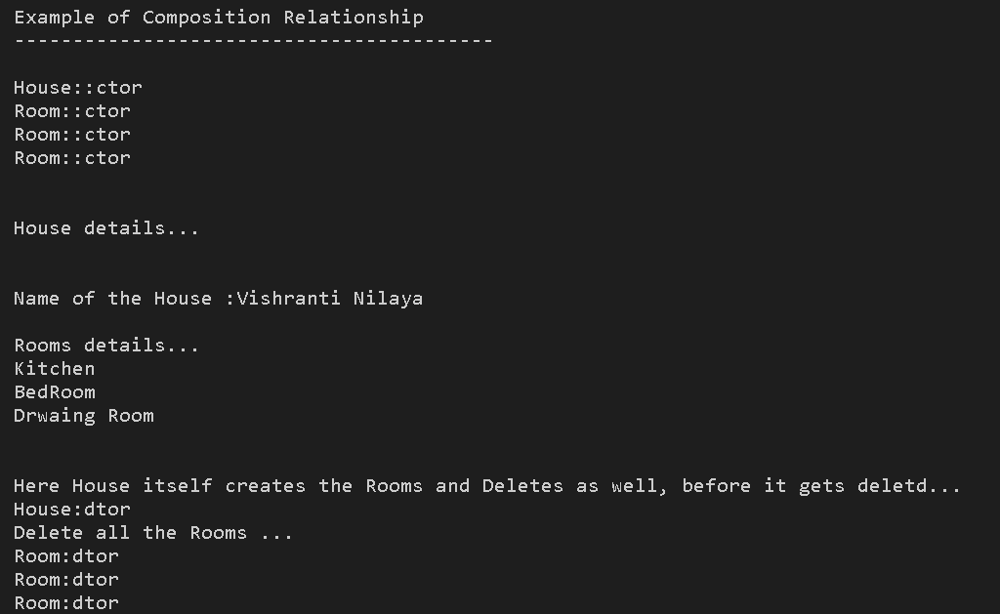 Example of Composition Relationship
-----------------------------------------
House::ctor
Room::ctor
Room::ctor
Room::ctor
House details...
Name of the House :Vishranti Nilaya
Rooms details...
Kitchen
BedRoom
Drwaing Room
Here House itself creates the Rooms and Deletes as well, before it gets deletd...
House:dtor
Delete all the Rooms ...
Room:dtor
Room:dtor
Room:dtor